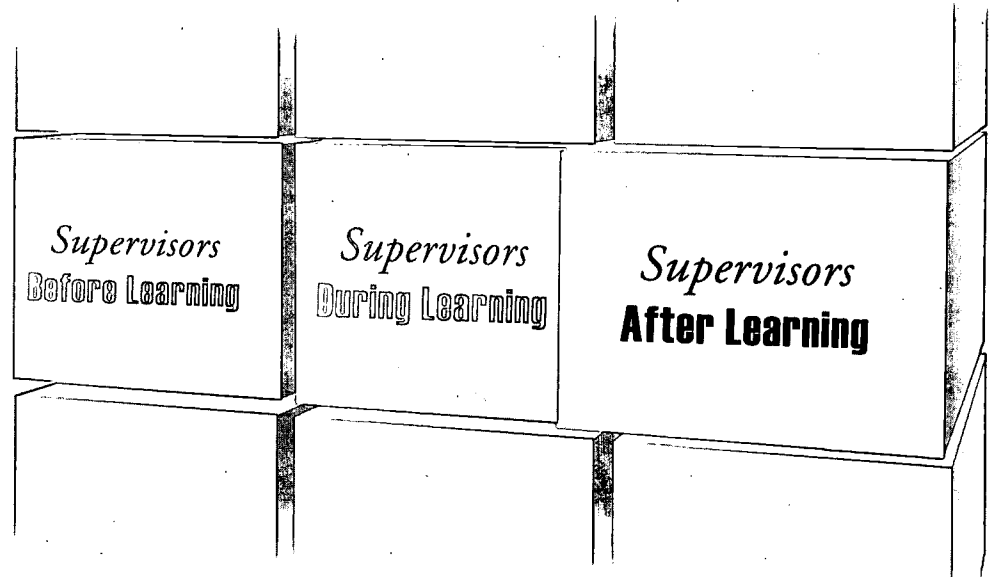 Supervisors
Before Learning
Supervisors
During Learning
Supervisors
After Learning